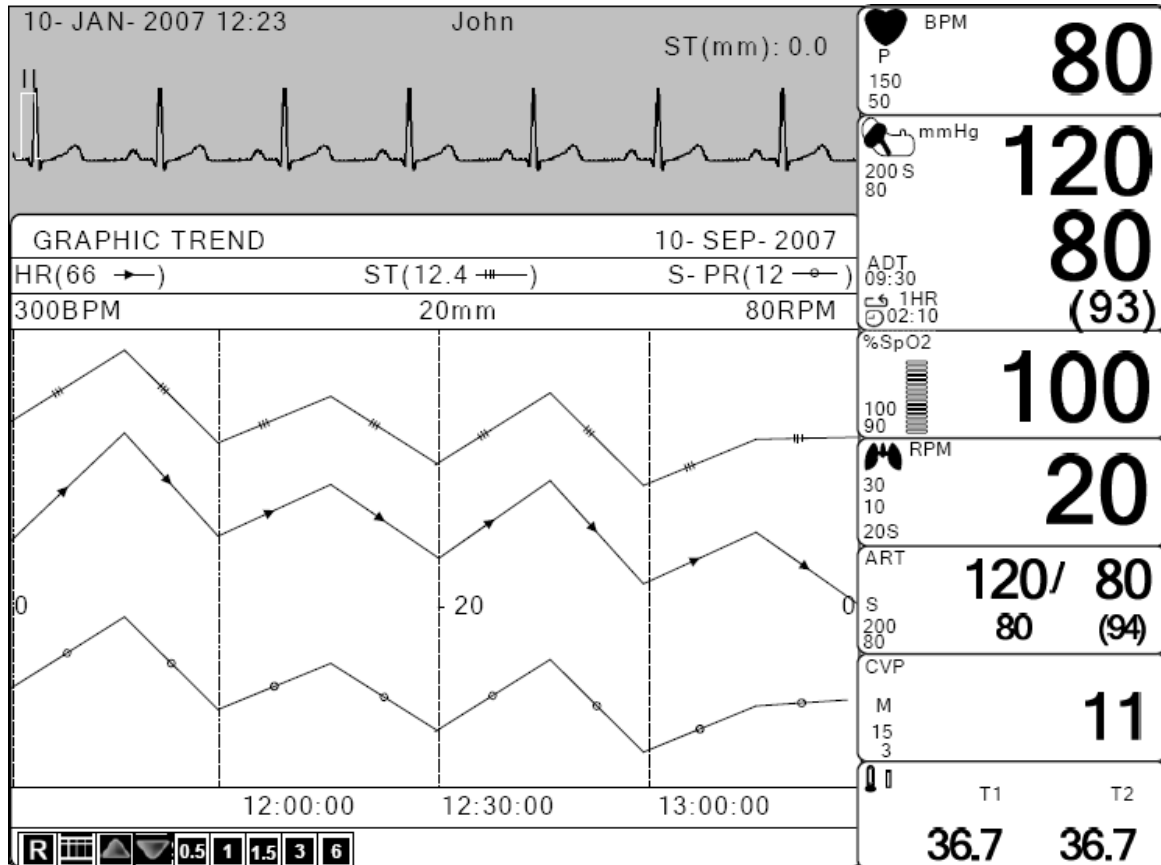 10- JAN- 2007 12:23 John
ST(mm): 0.0
II
GRAPHIC TREND 10- SEP- 2007
HR(66 ) ST(12.4 ) S- PR(12 )
300BPM 20mm 80RPM
0 - 20 0
12:00:00 12:30:00 13:00:00
R 0.5 1 1.5 3 6
BPM
P
150
50
80
mmHg
200 S
80
120
80
ADT
09:30
1HR
02:10
(93)
%SpO2
100
90
100
RPM
30
10
20S
20
ART
S
200
80
120/ 80
80 (94)
CVP
M
15
3
11
T1 T2
36.7 36.7